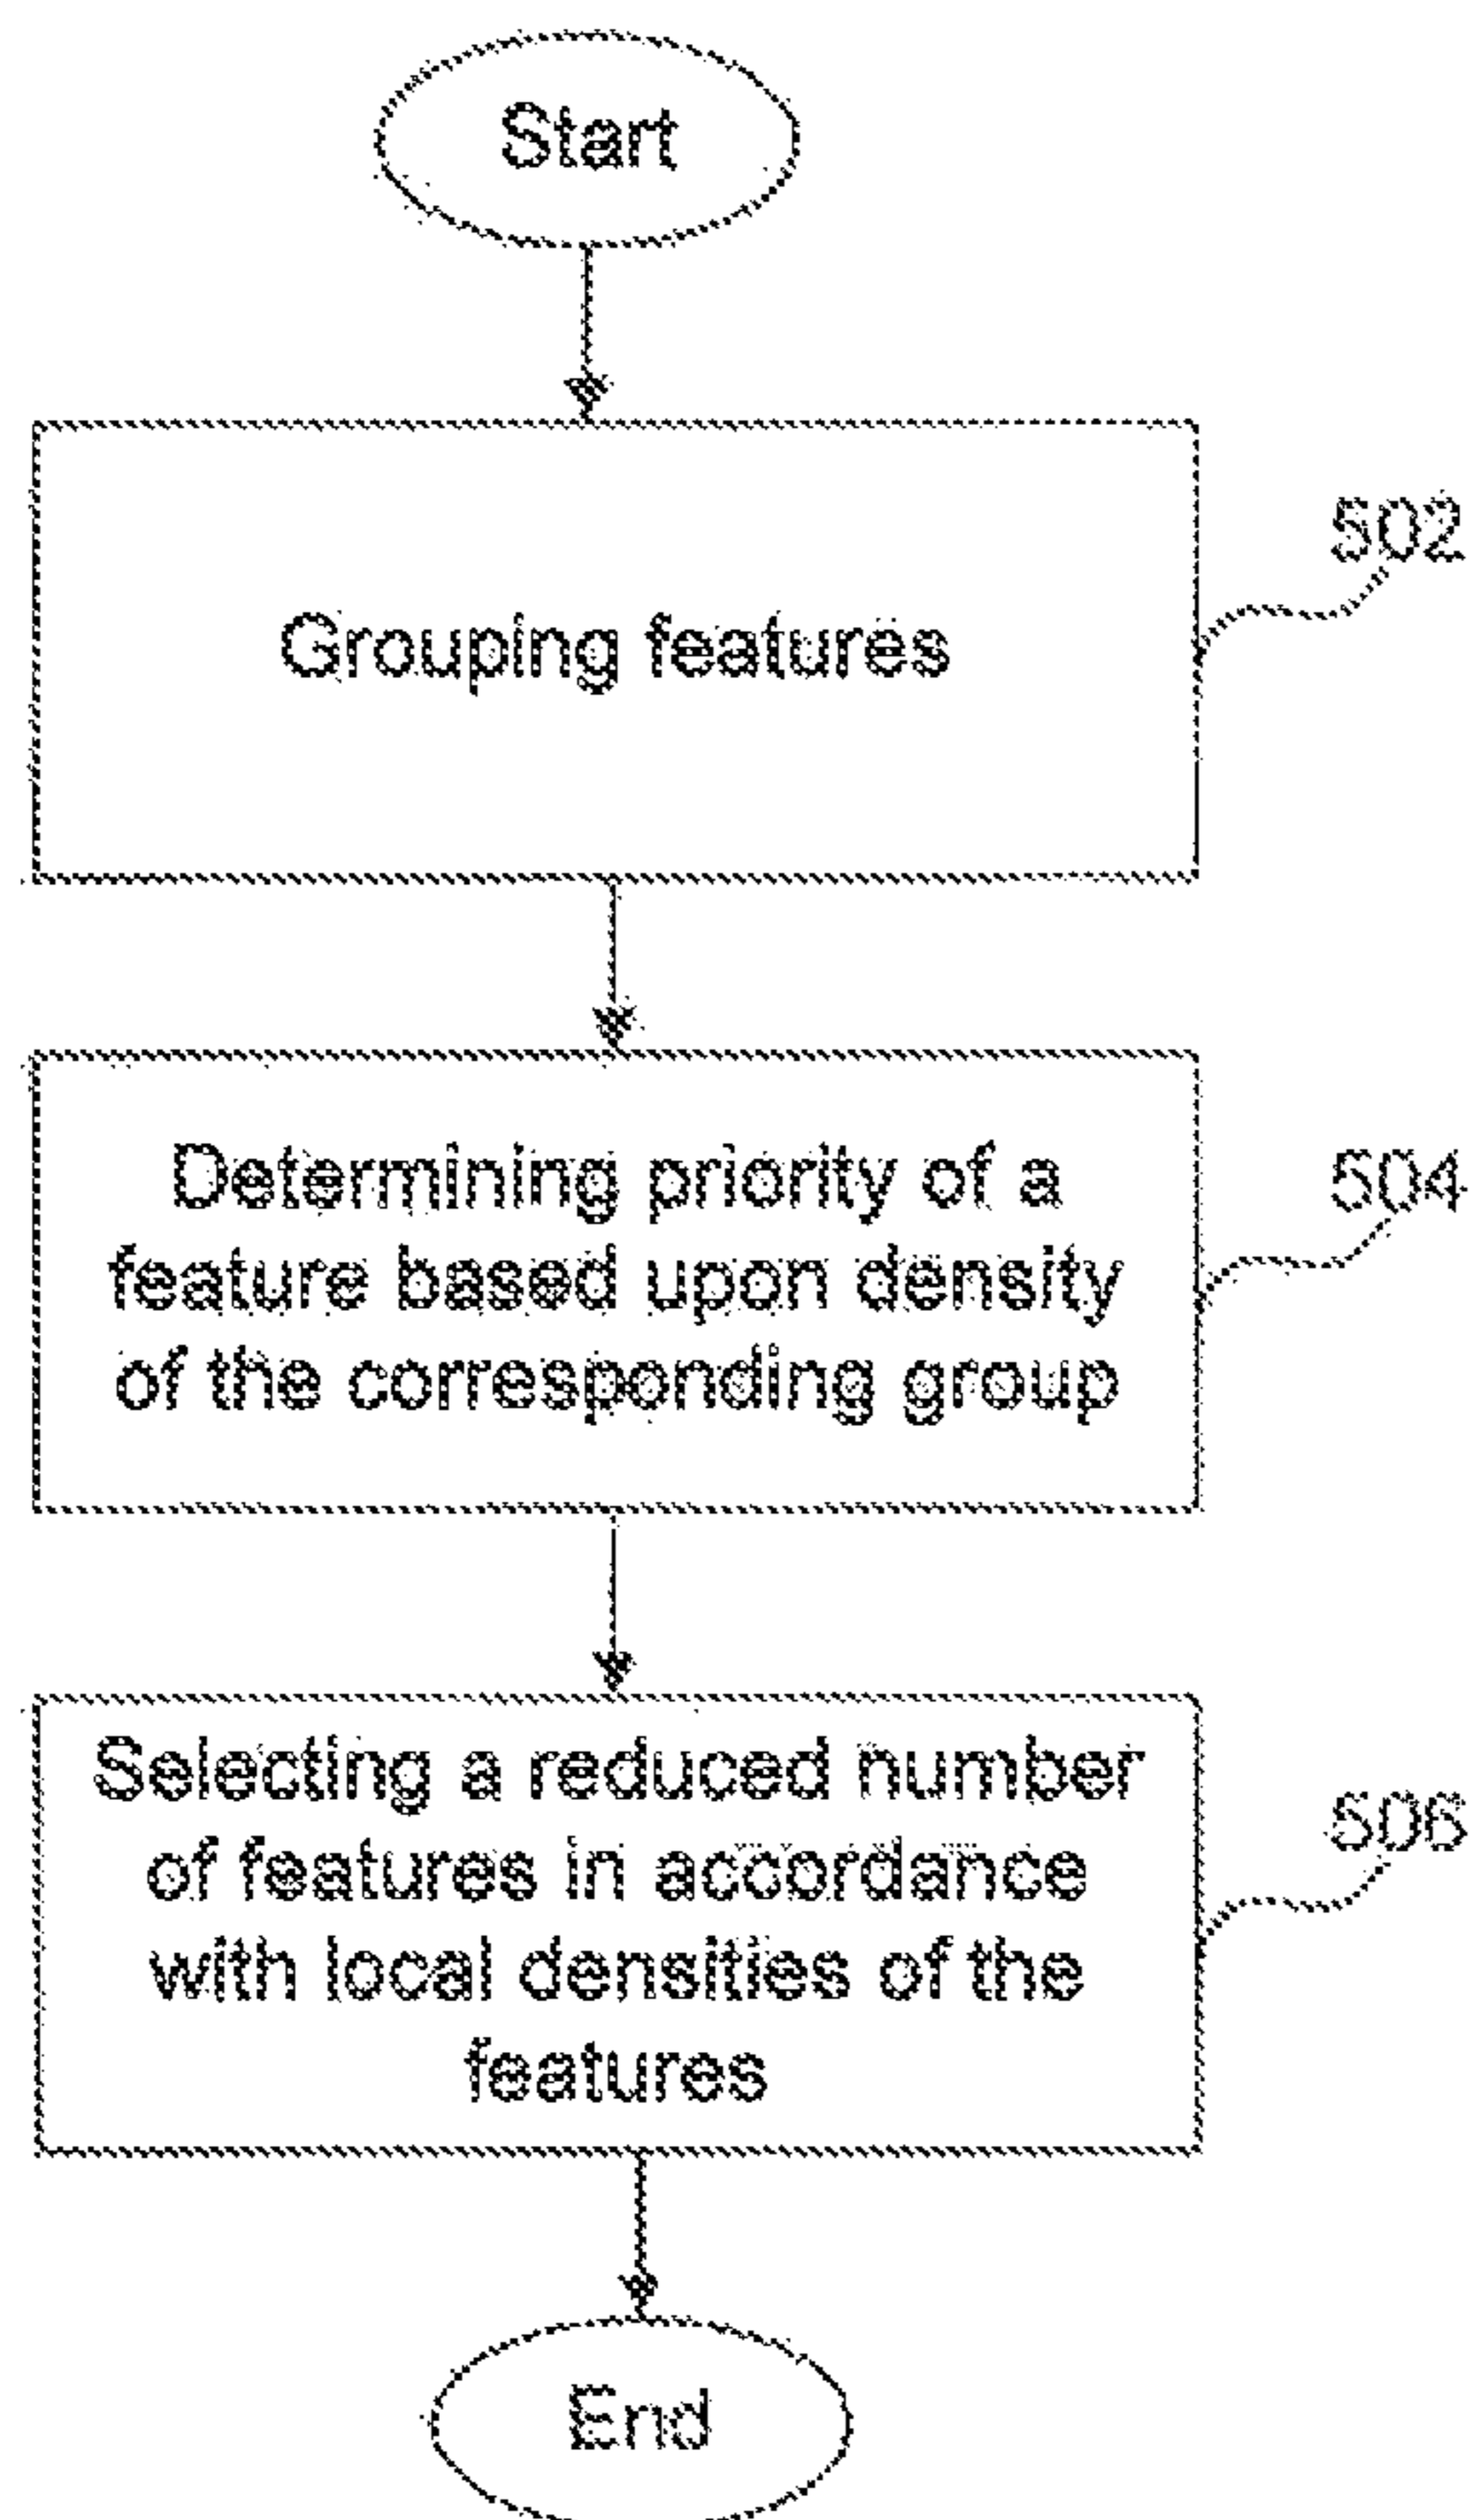 Start
502
Grouping features
504
Determining priority of a
feature based upon density
of the corresponding group
506
Selecting a reduced number
of features in accordance
with local densities of the
features
End